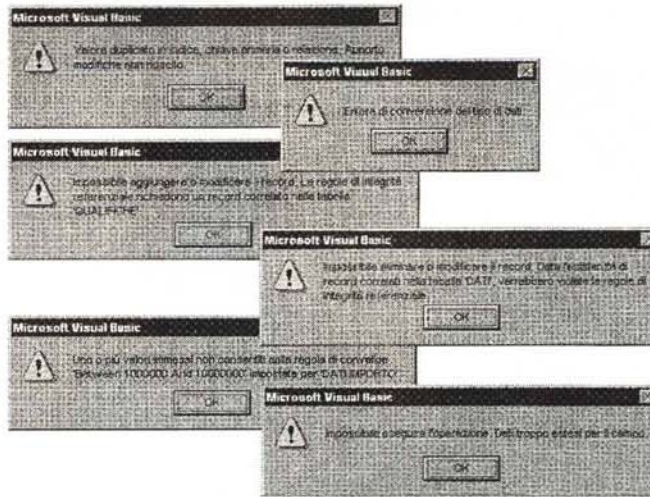 Microsoft Visual Basic
Valore duplicato in indice, chiave primaria o relazione. Apporto
modifiche non riuscito.
OK
Microsoft Visual Basic
Errore di conversione del tipo di dati
OK
Microsoft Visual Basic
Impossibile aggiungere o modificare il record. Le regole di integrità
referenziale richiedono un record correlato nella tabella
'QUALIFICHE'
OK
Microsoft Visual Basic
Impossibile eliminare o modificare il record. Data l'esistenza di
record correlati nella tabella 'DATI', verrebbero violate le regole di
integrità referenziale.
OK
Microsoft Visual Basic
Uno o più valori immessi non consentiti dalla regola di convalida
'Between 1000000 And 10000000' impostata per 'DATI.IMPORTO'
OK
Microsoft Visual Basic
Impossibile eseguire l'operazione. Dati troppo estesi per il campo.
OK